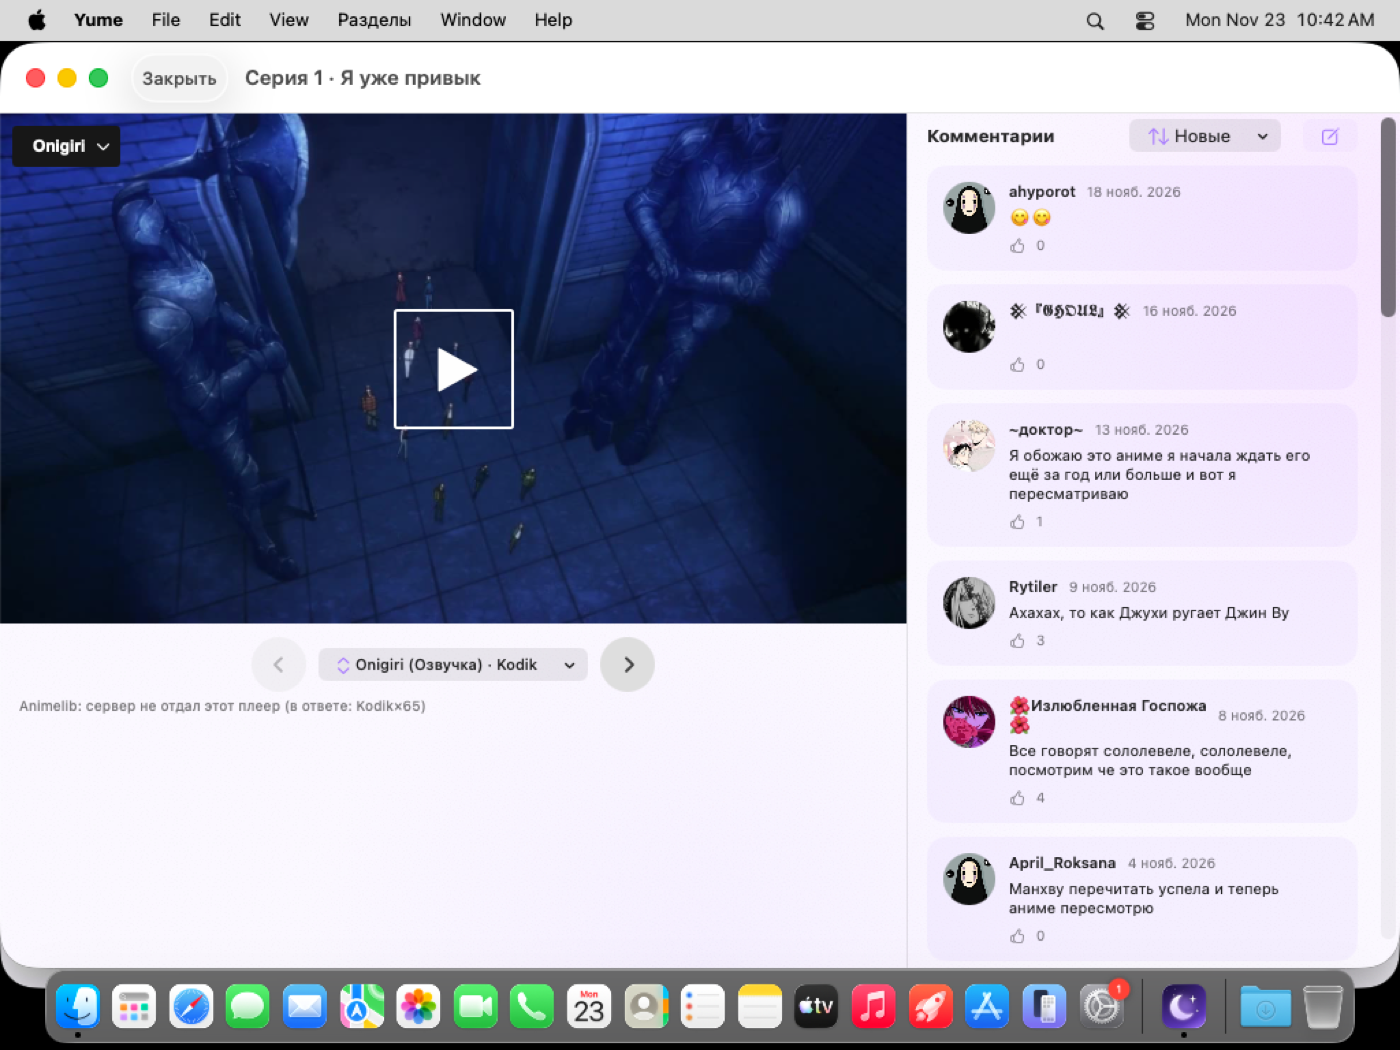 Yume File Edit View Разделы Window Help Mon Nov 23 10:42 AM
Закрыть Серия 1 · Я уже привык
Onigiri
Комментарии Новые
ahyporot 18 нояб. 2026
😋😋
0
『𝕲𝕳𝕺𝖀𝕷』 16 нояб. 2026
0
~доктор~ 13 нояб. 2026
Я обожаю это аниме я начала ждать его
ещё за год или больше и вот я
пересматриваю
1
Rytiler 9 нояб. 2026
Ахахах, то как Джухи ругает Джин Ву
3
🌺Излюбленная Госпожа 8 нояб. 2026
🌺
Все говорят сололевеле, сололевеле,
посмотрим че это такое вообще
4
April_Roksana 4 нояб. 2026
Манхву перечитать успела и теперь
аниме пересмотрю
0
Onigiri (Озвучка) · Kodik
Animelib: сервер не отдал этот плеер (в ответе: Kodik×65)
Mon
23
tv
1